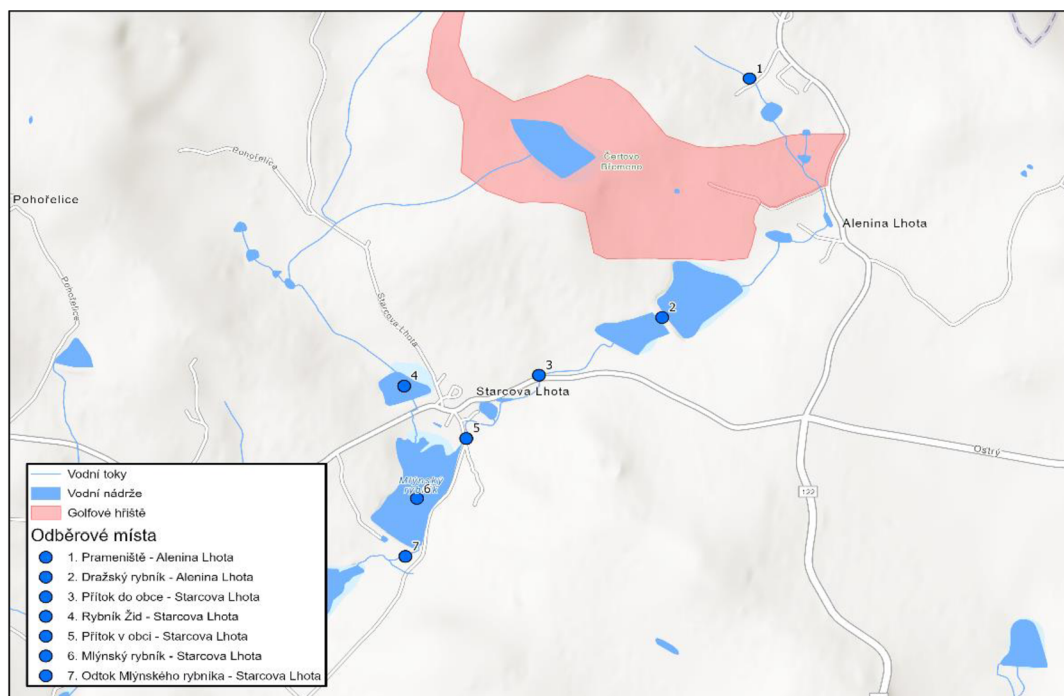 1
Pohořelice
Čertovo
Břemeno
Pohořelice
Alenina Lhota
Pohořelice
Starcova Lhota
2
3
4
Starcova Lhota
5
Ostrý
Mlýnský
rybník
6
122
7
Vodní toky
Vodní nádrže
Golfové hřiště
Odběrové místa
1. Prameniště - Alenina Lhota
2. Dražský rybník - Alenina Lhota
3. Přítok do obce - Starcova Lhota
4. Rybník Žid - Starcova Lhota
5. Přítok v obci - Starcova Lhota
6. Mlýnský rybník - Starcova Lhota
7. Odtok Mlýnského rybníka - Starcova Lhota